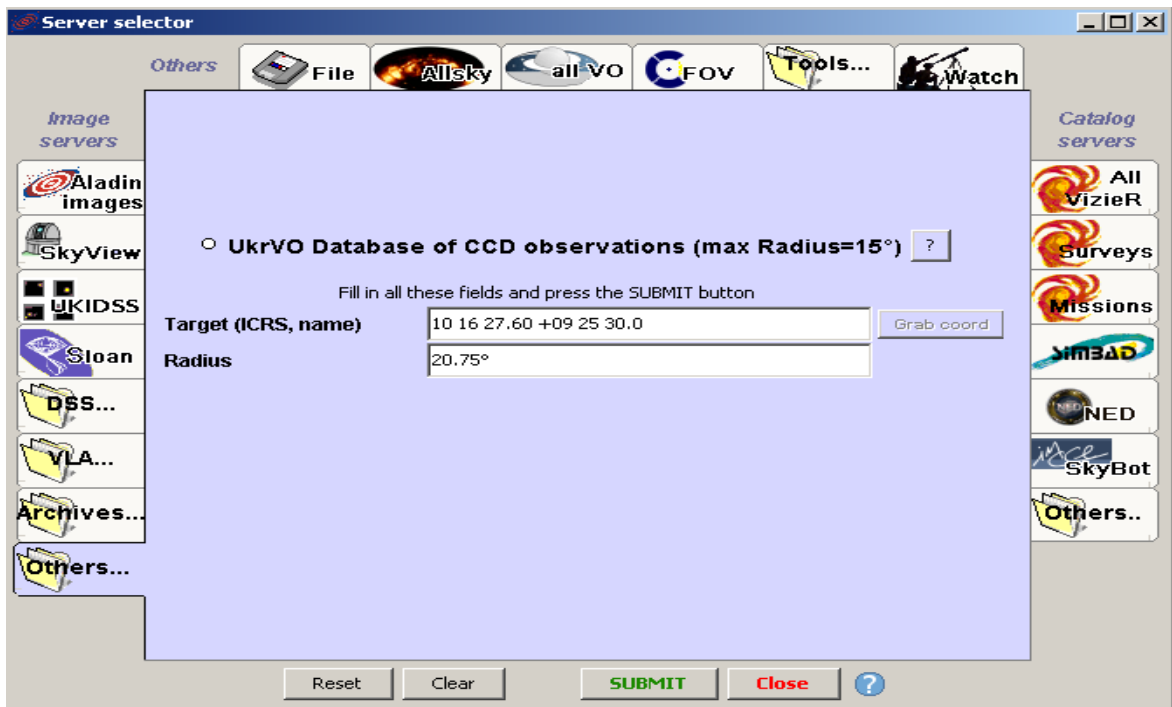 Server selector
Others
File
Allsky
all VO
FOV
Tools...
Watch
Image
servers
Aladin
images
SkyView
UKIDSS
Sloan
DSS...
VLA...
Archives...
Others...
UkrVO Database of CCD observations (max Radius=15°) ?
Fill in all these fields and press the SUBMIT button
Target (ICRS, name) 10 16 27.60 +09 25 30.0 Grab coord
Radius 20.75°
Catalog
servers
All
VizieR
Surveys
Missions
SIMBAD
NED
imcce
SkyBot
Others..
Reset Clear SUBMIT Close ?